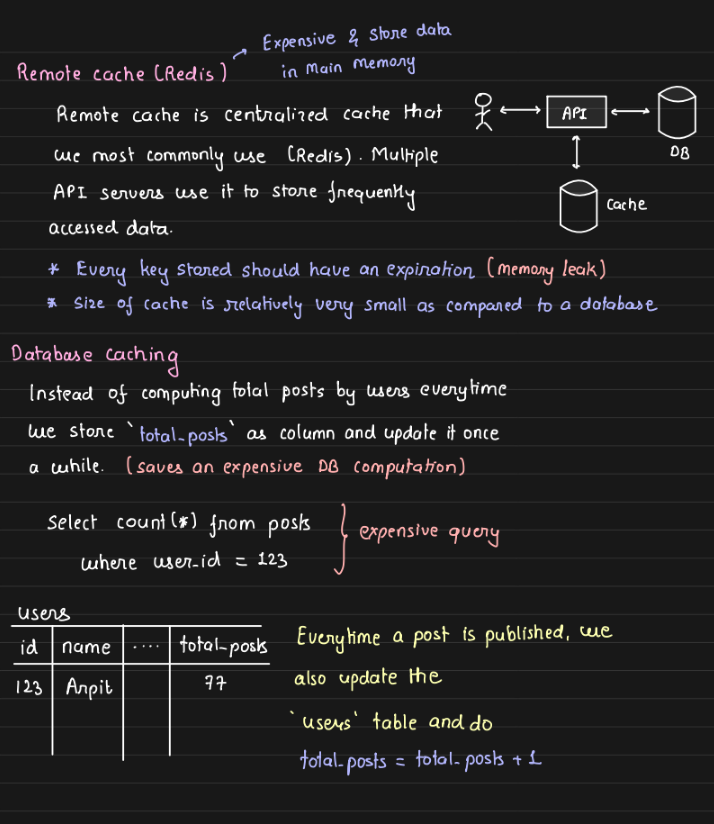 Expensive & store data
in main memory
Remote cache (Redis)
Remote cache is centralized cache that
we most commonly use (Redis). Multiple
API servers use it to store frequently
accessed data.
API
DB
Cache
* Every key stored should have an expiration (memory leak)
* Size of cache is relatively very small as compared to a database
Database Caching
Instead of computing total posts by users everytime
we store `total_posts` as column and update it once
a while. (saves an expensive DB computation)
Select count(*) from posts
where user_id = 123
expensive query
users
id name .... total_posts
123 Arpit 77
Everytime a post is published, we
also update the
`users` table and do
total_posts = total_posts + 1